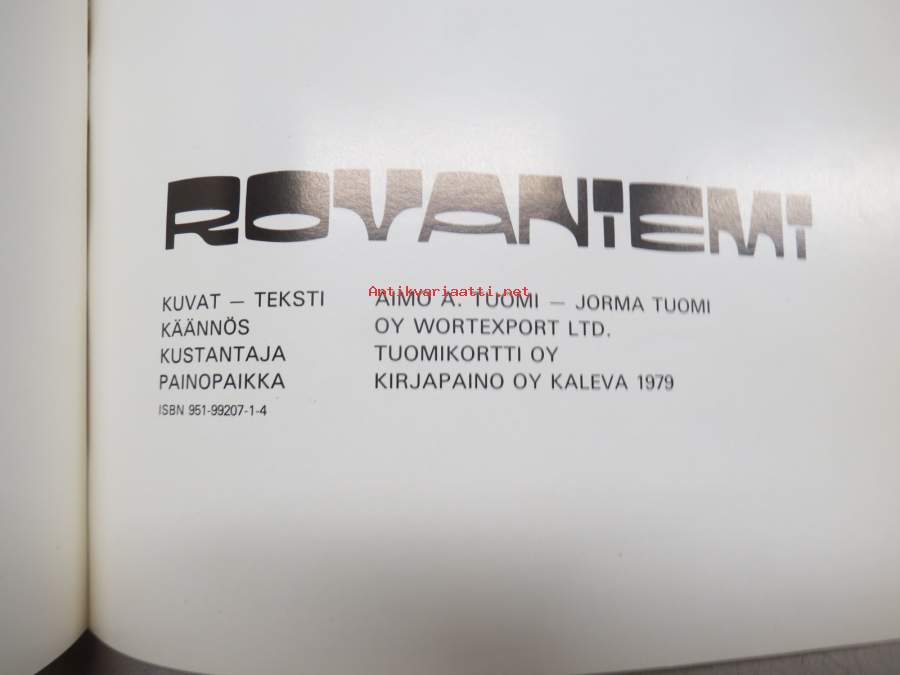 ROVANiEMi
Antikvariaatti.net
KUVAT — TEKSTI AIMO A. TUOMI — JORMA TUOMI
KÄÄNNÖS OY WORTEXPORT LTD.
KUSTANTAJA TUOMIKORTTI OY
PAINOPAIKKA KIRJAPAINO OY KALEVA 1979
ISBN 951-99207-1-4